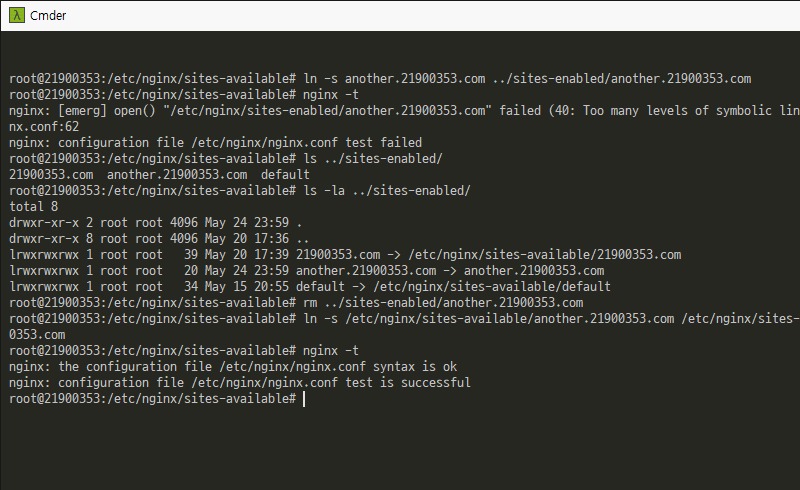 Cmder
root@21900353:/etc/nginx/sites-available# ln -s another.21900353.com ../sites-enabled/another.21900353.com
root@21900353:/etc/nginx/sites-available# nginx -t
nginx: [emerg] open() "/etc/nginx/sites-enabled/another.21900353.com" failed (40: Too many levels of symbolic lin
nx.conf:62
nginx: configuration file /etc/nginx/nginx.conf test failed
root@21900353:/etc/nginx/sites-available# ls ../sites-enabled/
21900353.com  another.21900353.com  default
root@21900353:/etc/nginx/sites-available# ls -la ../sites-enabled/
total 8
drwxr-xr-x 2 root root 4096 May 24 23:59 .
drwxr-xr-x 8 root root 4096 May 20 17:36 ..
lrwxrwxrwx 1 root root   39 May 20 17:39 21900353.com -> /etc/nginx/sites-available/21900353.com
lrwxrwxrwx 1 root root   20 May 24 23:59 another.21900353.com -> another.21900353.com
lrwxrwxrwx 1 root root   34 May 15 20:55 default -> /etc/nginx/sites-available/default
root@21900353:/etc/nginx/sites-available# rm ../sites-enabled/another.21900353.com
root@21900353:/etc/nginx/sites-available# ln -s /etc/nginx/sites-available/another.21900353.com /etc/nginx/sites-
0353.com
root@21900353:/etc/nginx/sites-available# nginx -t
nginx: the configuration file /etc/nginx/nginx.conf syntax is ok
nginx: configuration file /etc/nginx/nginx.conf test is successful
root@21900353:/etc/nginx/sites-available#